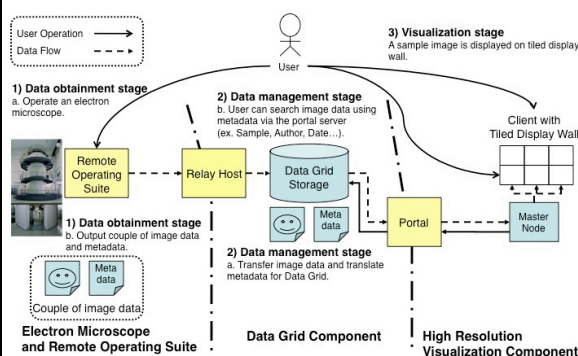 User Operation
Data Flow
User
3) Visualization stage
A sample image is displayed on tiled display
wall.
1) Data obtainment stage
a. Operate an electron
microscope.
2) Data management stage
b. User can search image data using
metadata via the portal server
(ex. Sample, Author, Date…).
Client with
Tiled Display Wall
Remote
Operating
Suite
Relay Host
Data Grid
Storage
Portal
Master
Node
1) Data obtainment stage
b. Output couple of image data
and metadata.
Meta
data
2) Data management stage
a. Transfer image data and translate
metadata for Data Grid.
Meta
data
Couple of image data
Electron Microscope
and Remote Operating Suite
Data Grid Component
High Resolution
Visualization Component